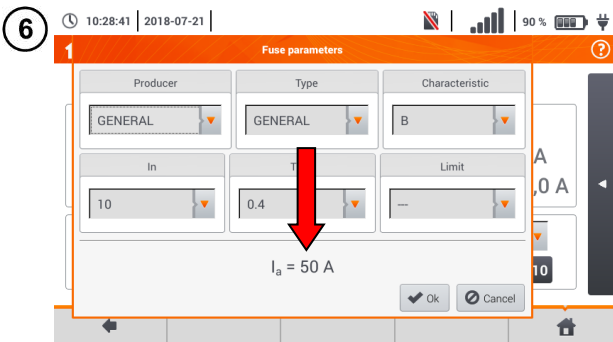 6
10:28:41 2018-07-21 90 %
1 Fuse parameters ?
Producer Type Characteristic
GENERAL GENERAL B
In T Limit
10 0.4 ---
A
,0 A
Ia = 50 A
10
Ok Cancel